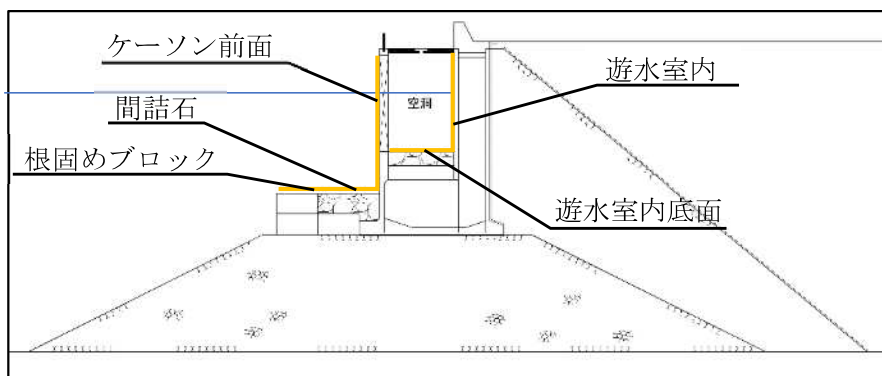 ケーソン前面
間詰石
根固めブロック
空洞
遊水室内
遊水室内底面